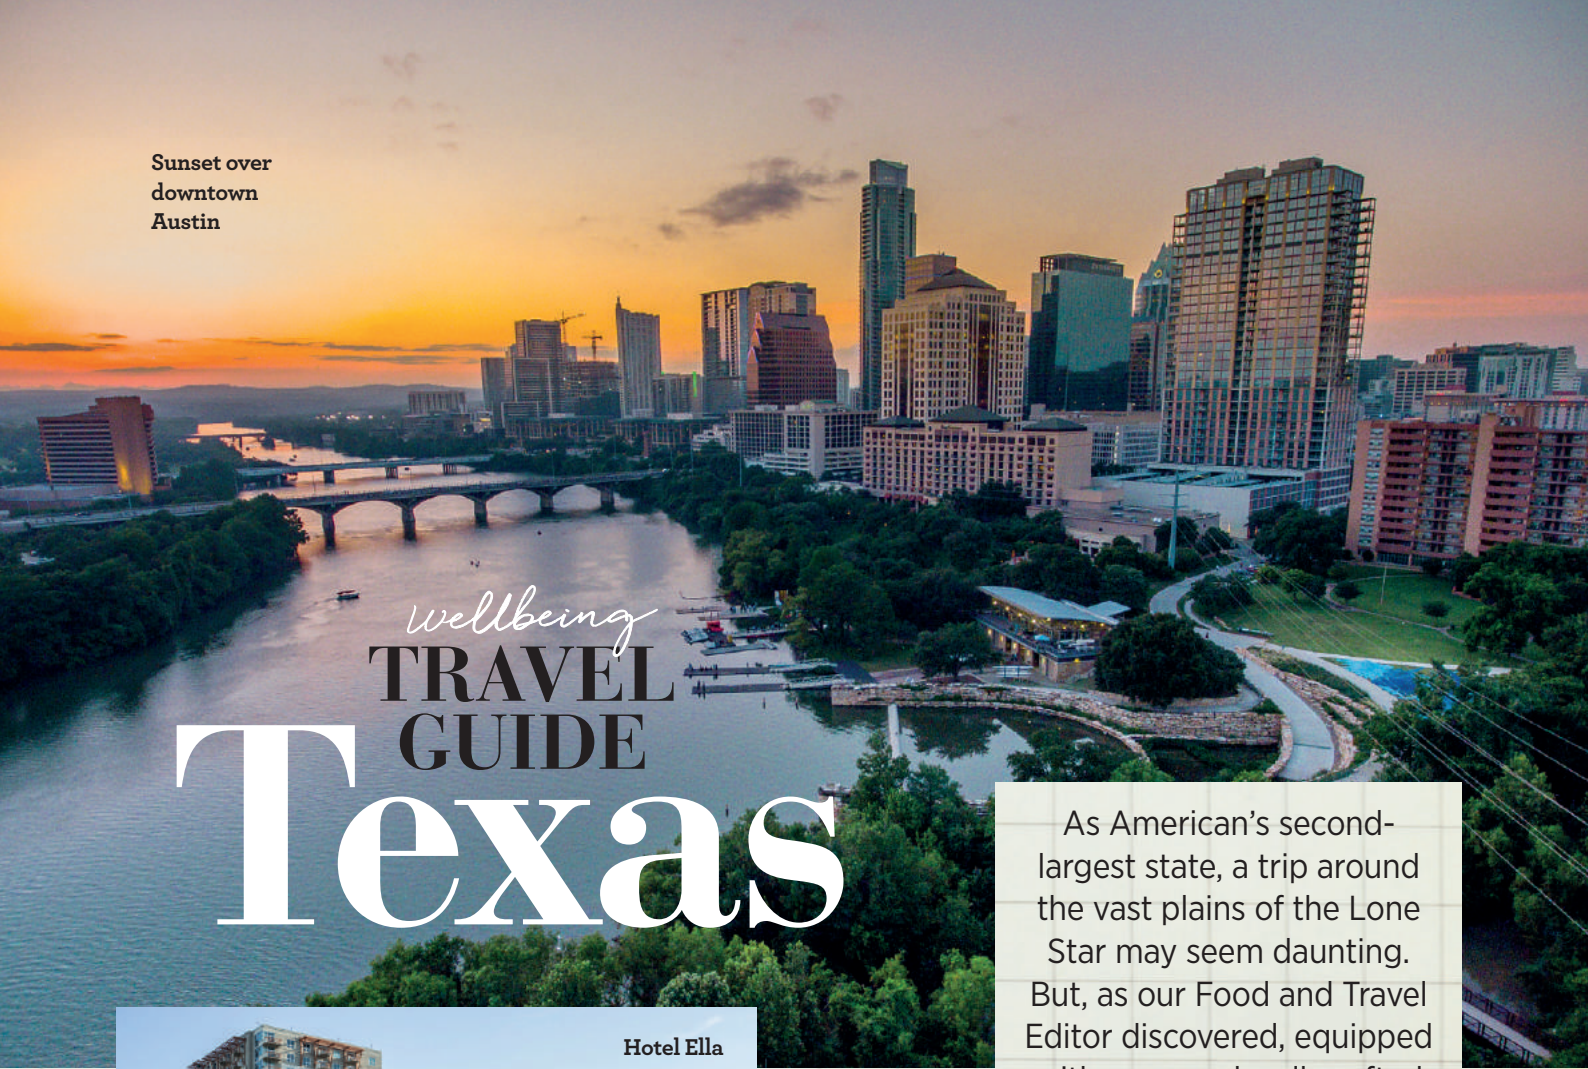 Sunset over
downtown
Austin
wellbeing
TRAVEL
GUIDE
Texas
As American's second-
largest state, a trip around
the vast plains of the Lone
Star may seem daunting.
But, as our Food and Travel
Editor discovered, equipped
Hotel Ella